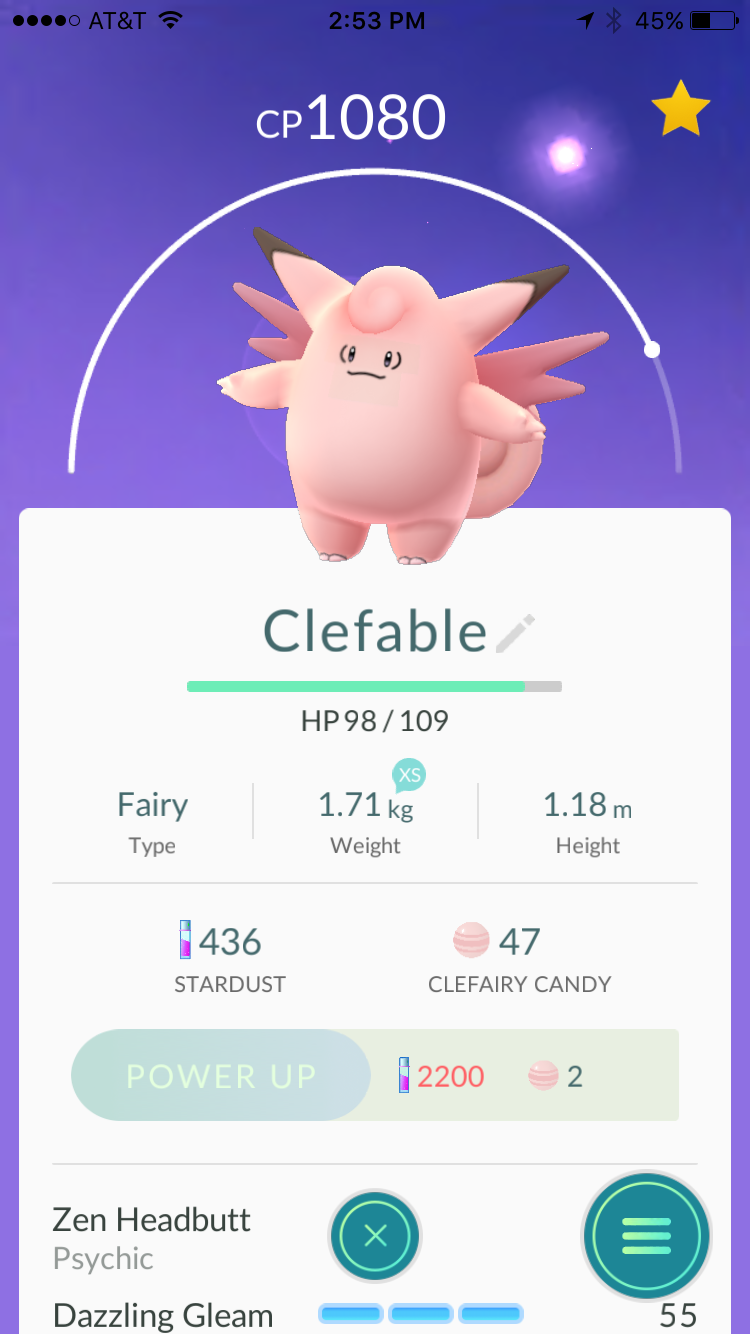 AT&T 2:53 PM 45%
CP1080
Clefable
HP 98 / 109
XS
Fairy 1.71 kg 1.18 m
Type Weight Height
436 47
STARDUST CLEFAIRY CANDY
POWER UP 2200 2
Zen Headbutt
Psychic
Dazzling Gleam 55